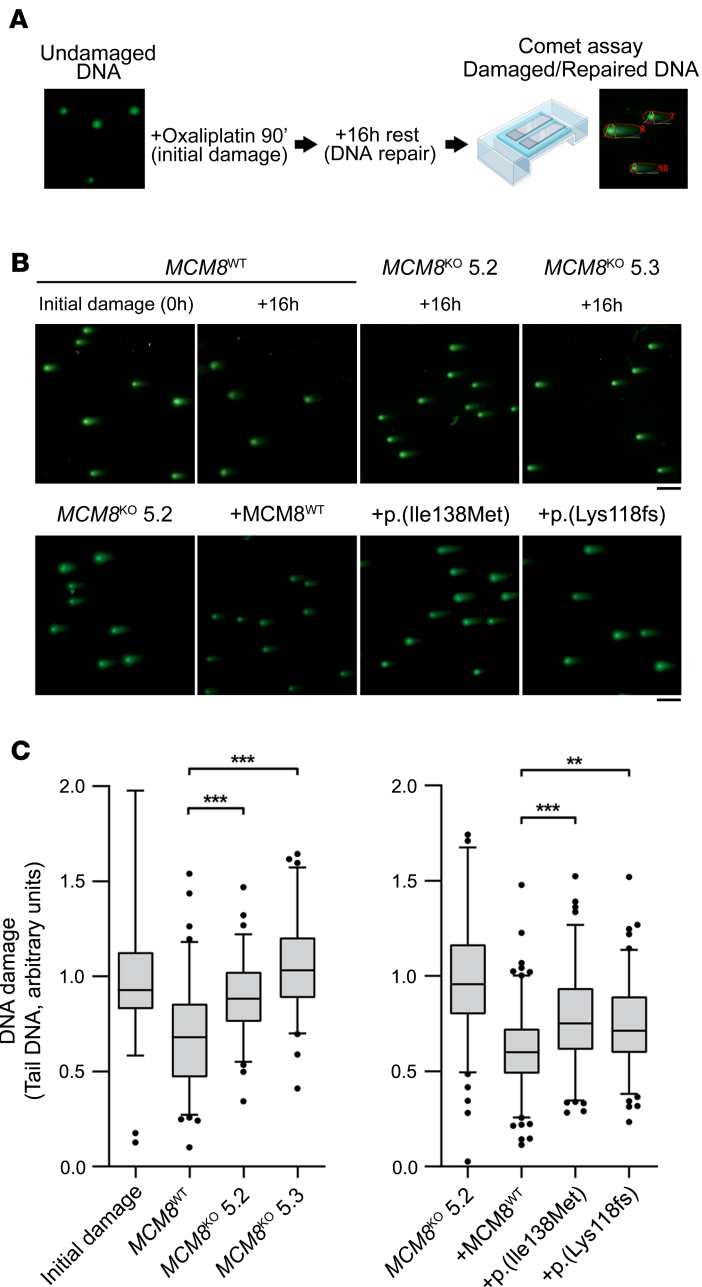 A
Undamaged
DNA
+Oxaliplatin 90'
(initial damage)
+16h rest
(DNA repair)
Comet assay
Damaged/Repaired DNA
7
10
B
MCM8WT
MCM8KO 5.2
MCM8KO 5.3
Initial damage (0h)
+16h
+16h
+16h
MCM8KO 5.2
+MCM8WT
+p.(Ile138Met)
+p.(Lys118fs)
C
DNA damage
(Tail DNA, arbitrary units)
2.0
1.5
1.0
0.5
0.0
***
***
Initial damage
MCM8WT
MCM8KO 5.2
MCM8KO 5.3
2.0
1.5
1.0
0.5
0.0
**
***
MCM8KO 5.2
+MCM8WT
+p.(Ile138Met)
+p.(Lys118fs)